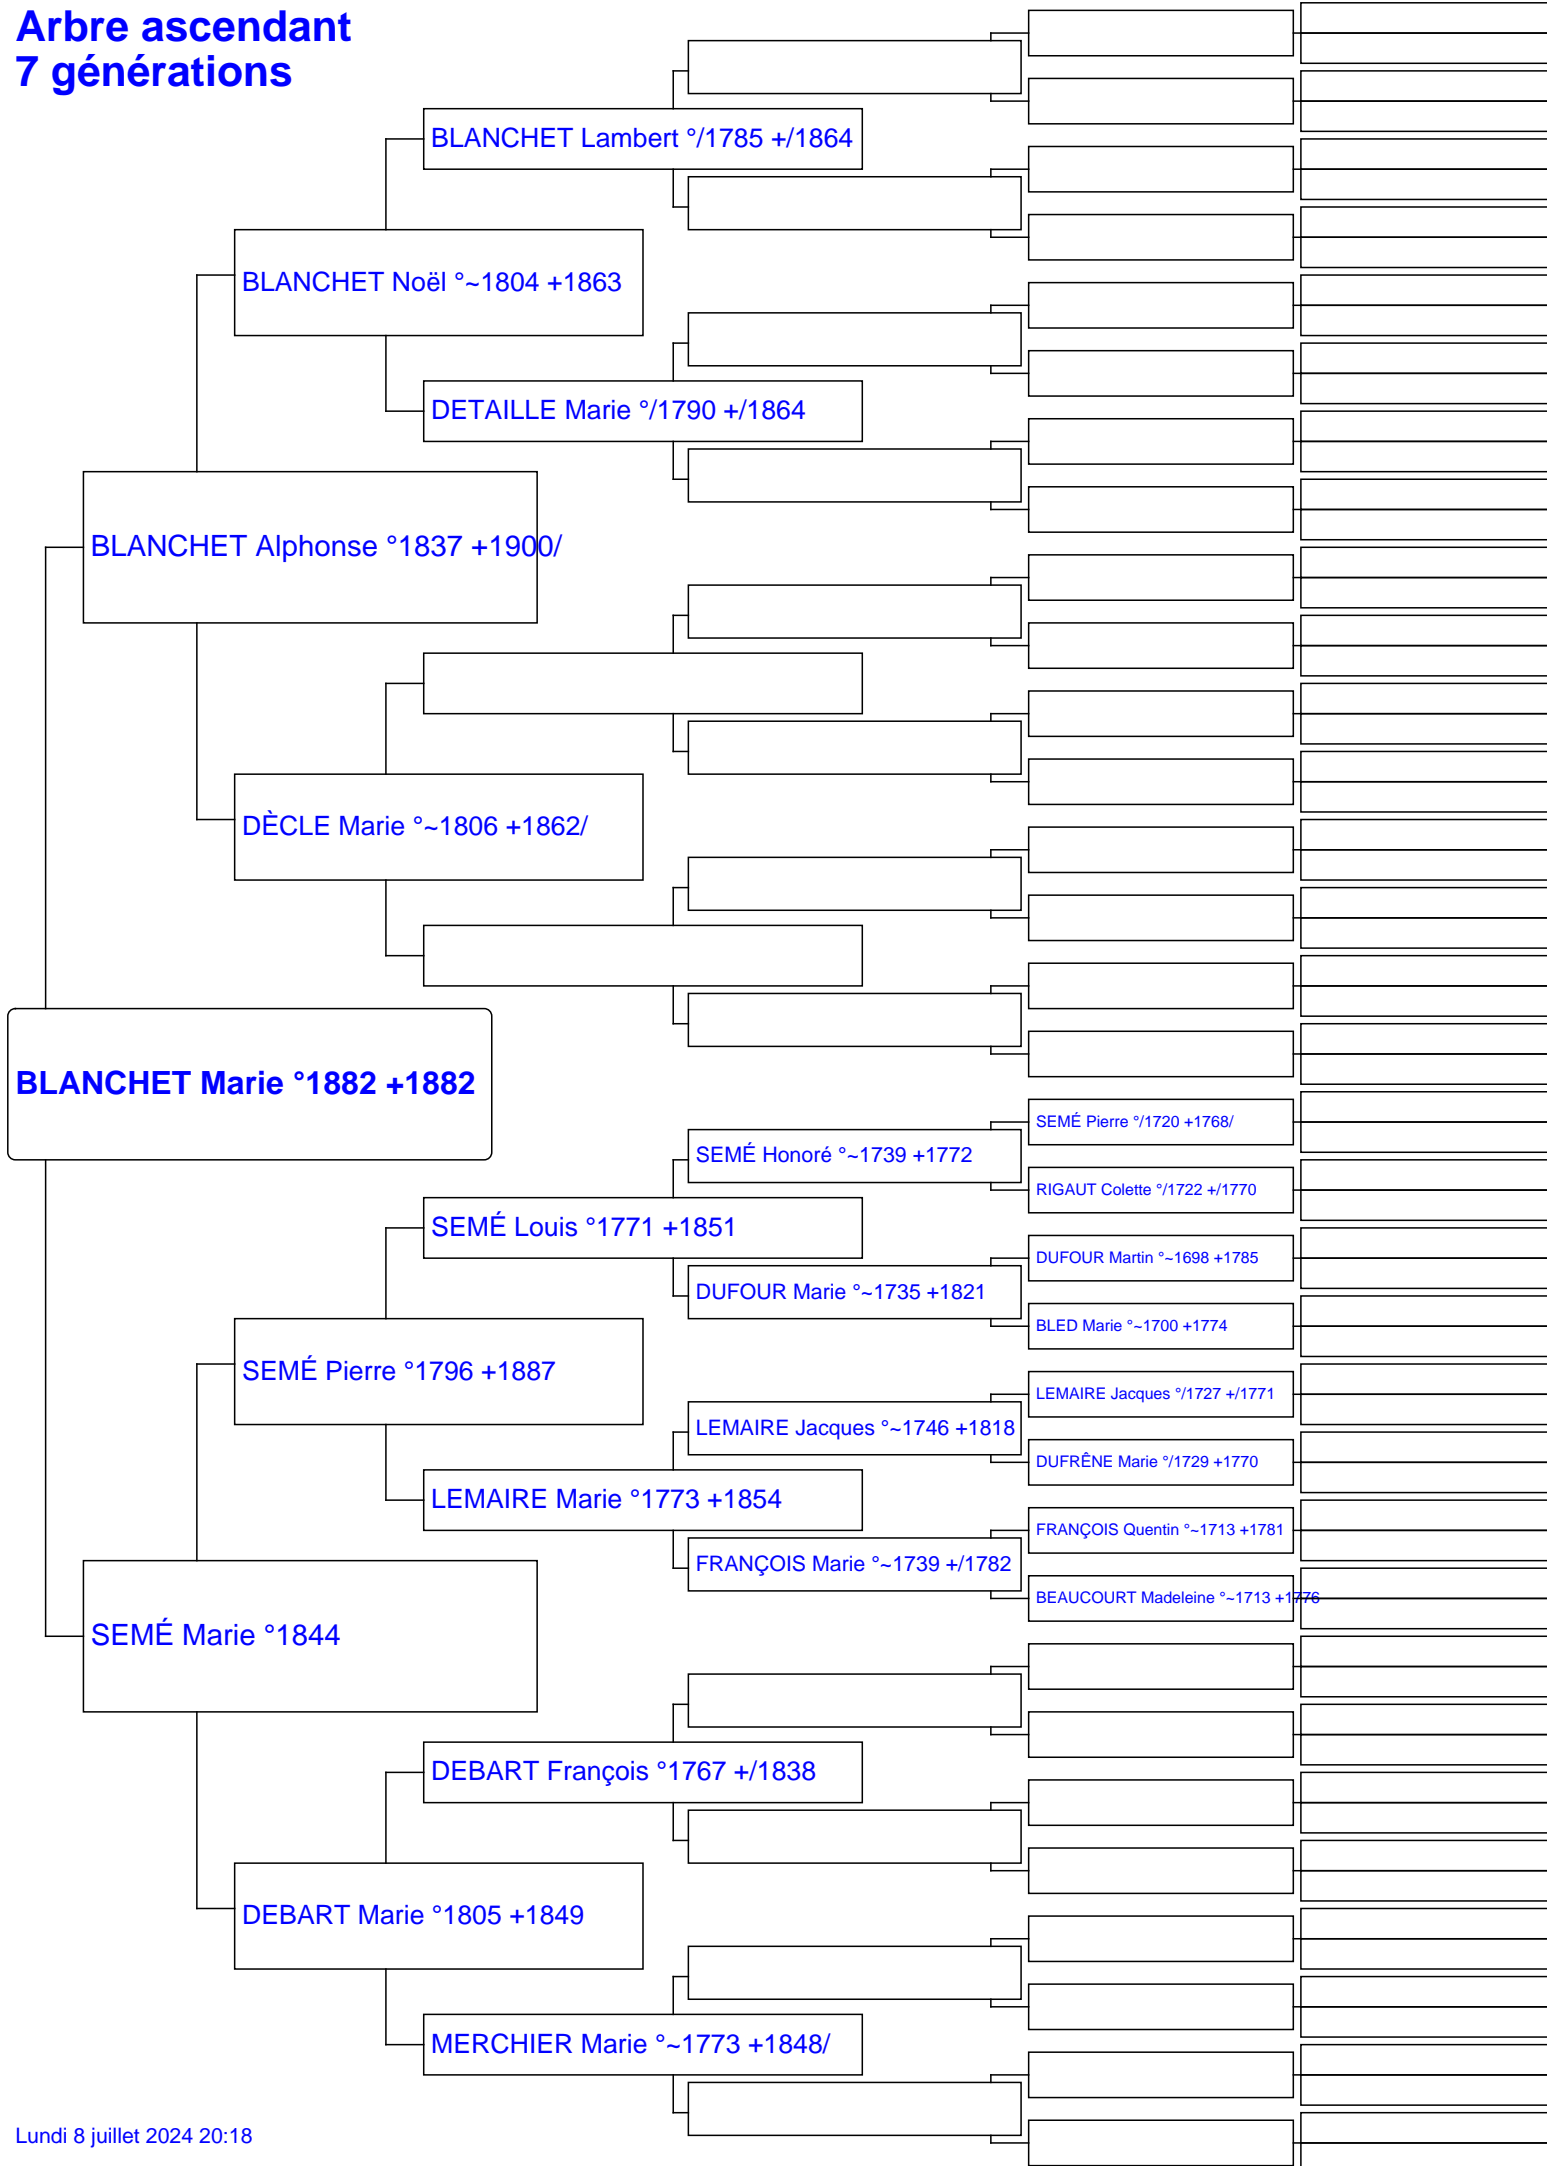 Arbre ascendant
7 générations
BLANCHET Lambert °/1785 +/1864
BLANCHET Noël °~1804 +1863
DETAILLE Marie °/1790 +/1864
BLANCHET Alphonse °1837 +1900/
DÈCLE Marie °~1806 +1862/
BLANCHET Marie °1882 +1882
SEMÉ Pierre °/1720 +1768/
SEMÉ Honoré °~1739 +1772
RIGAUT Colette °/1722 +/1770
SEMÉ Louis °1771 +1851
DUFOUR Martin °~1698 +1785
DUFOUR Marie °~1735 +1821
BLED Marie °~1700 +1774
SEMÉ Pierre °1796 +1887
LEMAIRE Jacques °/1727 +/1771
LEMAIRE Jacques °~1746 +1818
DUFRÊNE Marie °/1729 +1770
LEMAIRE Marie °1773 +1854
FRANÇOIS Quentin °~1713 +1781
FRANÇOIS Marie °~1739 +/1782
BEAUCOURT Madeleine °~1713 +1776
SEMÉ Marie °1844
DEBART François °1767 +/1838
DEBART Marie °1805 +1849
MERCHIER Marie °~1773 +1848/
Lundi 8 juillet 2024 20:18